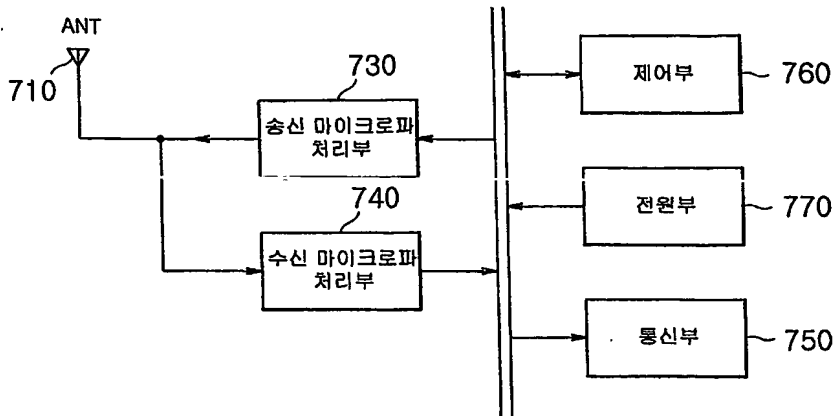 ANT
710
730
송신 마이크로파
처리부
740
수신 마이크로파
처리부
제어부
760
전원부
770
통신부
750